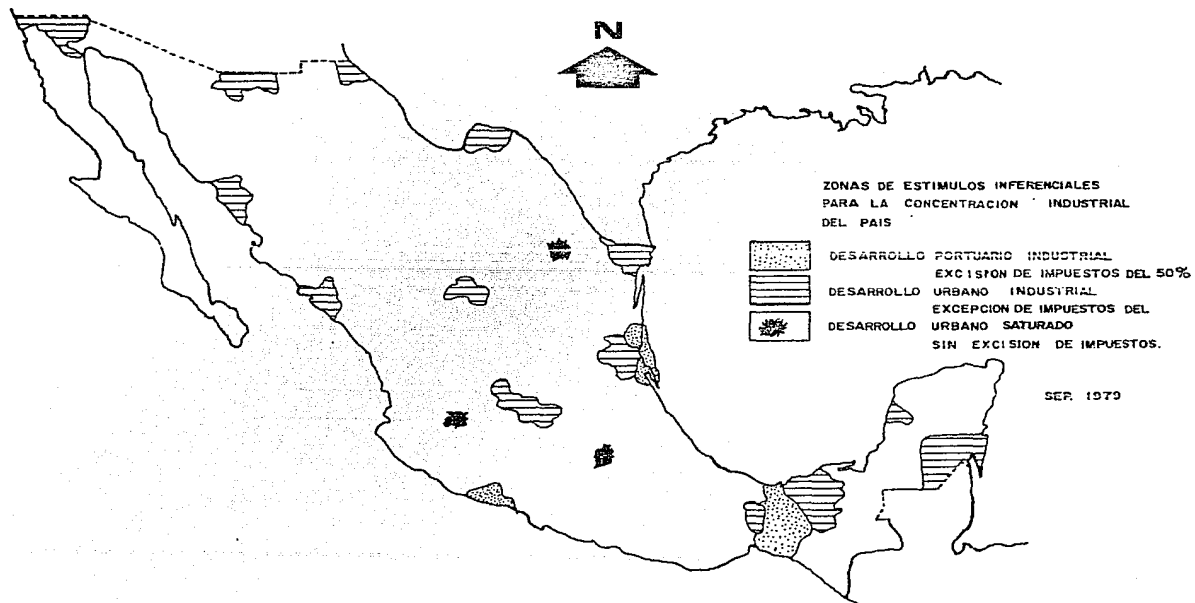 N
ZONAS DE ESTIMULOS INFERENCIALES
PARA LA CONCENTRACION INDUSTRIAL
DEL PAIS
DESARROLLO PORTUARIO INDUSTRIAL
EXCISION DE IMPUESTOS DEL 50%
DESARROLLO URBANO INDUSTRIAL
EXCEPCION DE IMPUESTOS DEL
DESARROLLO URBANO SATURADO
SIN EXCISION DE IMPUESTOS.
SEP. 1979